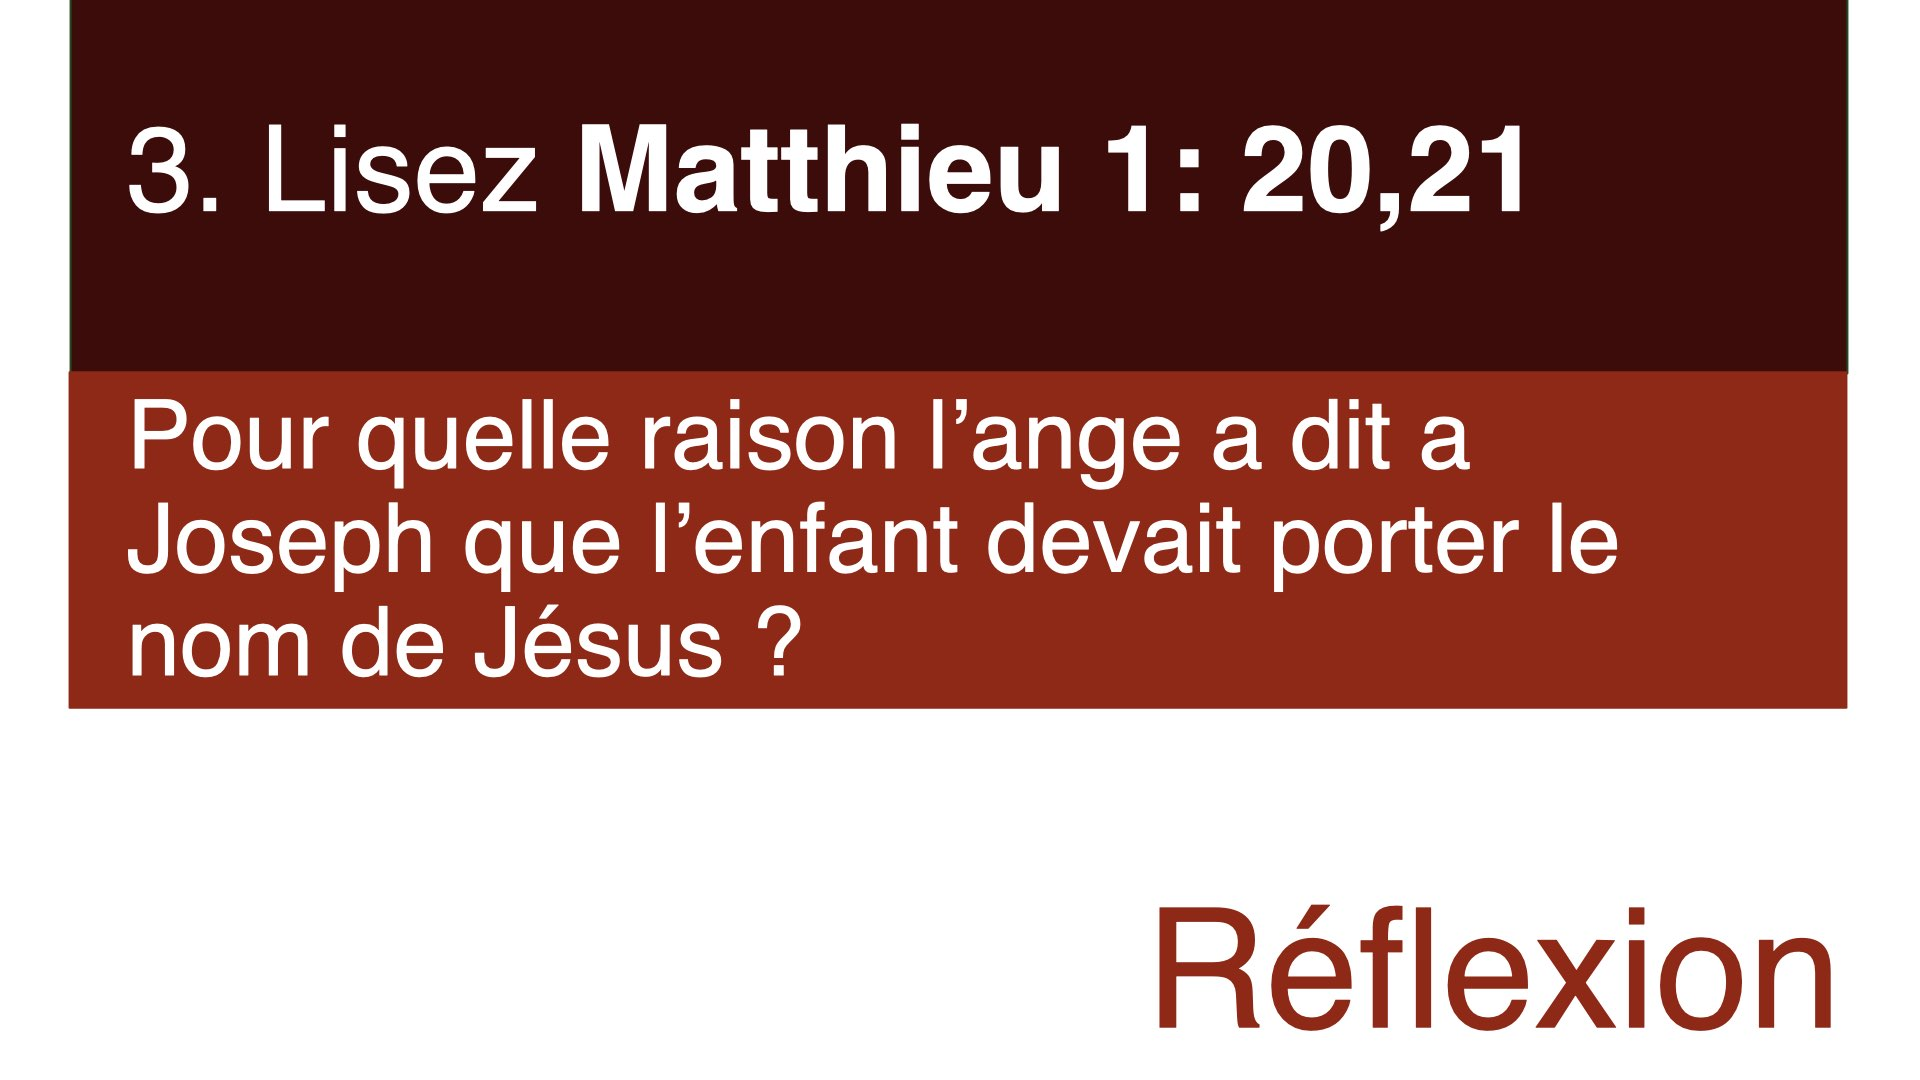 3. Lisez Matthieu 1: 20,21
Pour quelle raison l’ange a dit a
Joseph que l’enfant devait porter le
nom de Jésus ?
Réflexion